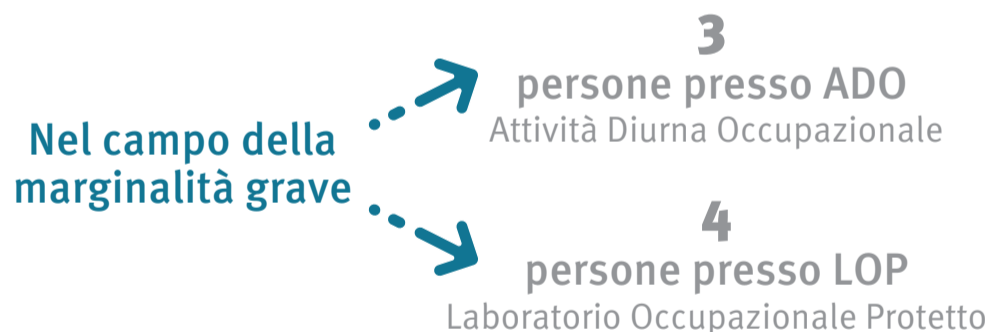 Nel campo della
marginalità grave
3
persone presso ADO
Attività Diurna Occupazionale
4
persone presso LOP
Laboratorio Occupazionale Protetto